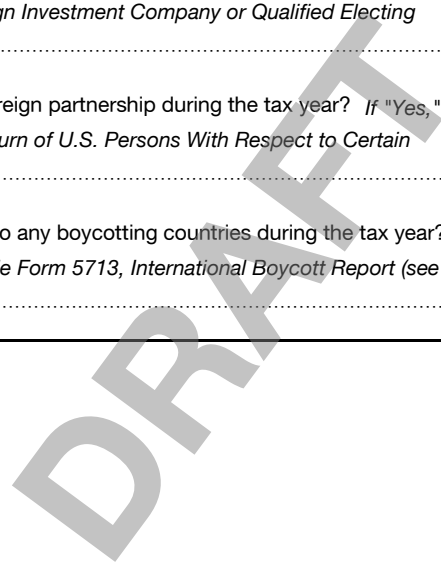 gn Investment Company or Qualified Electing
reign partnership during the tax year? If "Yes,"
urn of U.S. Persons With Respect to Certain
o any boycotting countries during the tax year?
e Form 5713, International Boycott Report (see
DRAFT